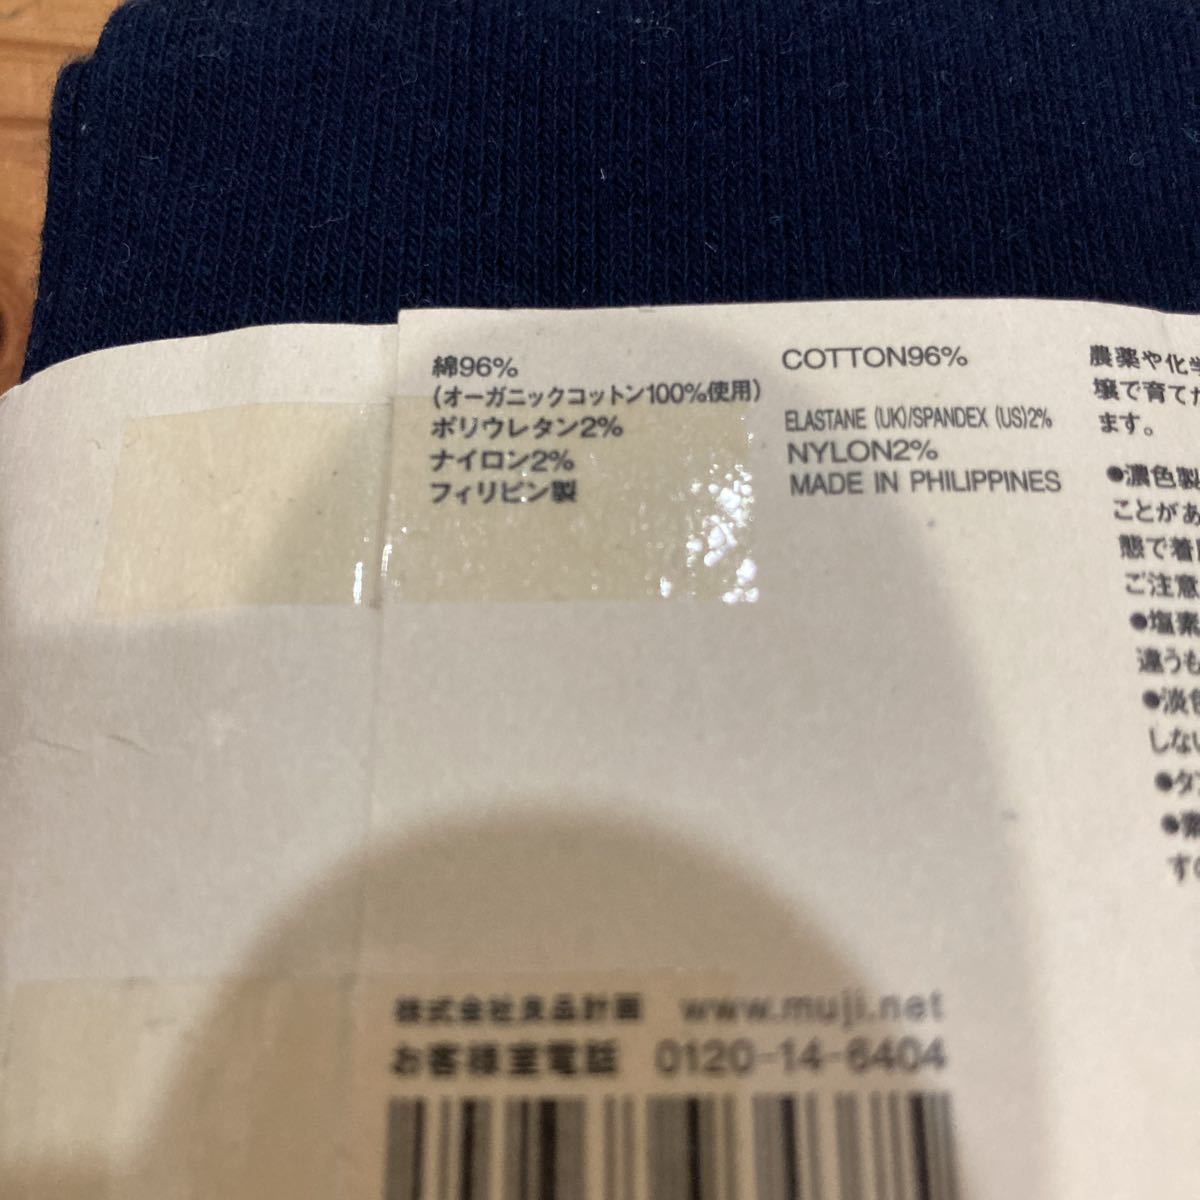 綿96%
(オーガニックコットン100%使用)
ポリウレタン2%
ナイロン2%
フィリピン製
COTTON96%
ELASTANE (UK)/SPANDEX (US)2%
NYLON2%
MADE IN PHILIPPINES
農薬や化学
壌で育てた
ます。
●濃色製
ことがあ
態で着
ご注意
●塩素
違うも
●淡色
しない
●タン
●素
すの
株式会社良品計画 www.muji.net
お客様室電話 0120-14-6404